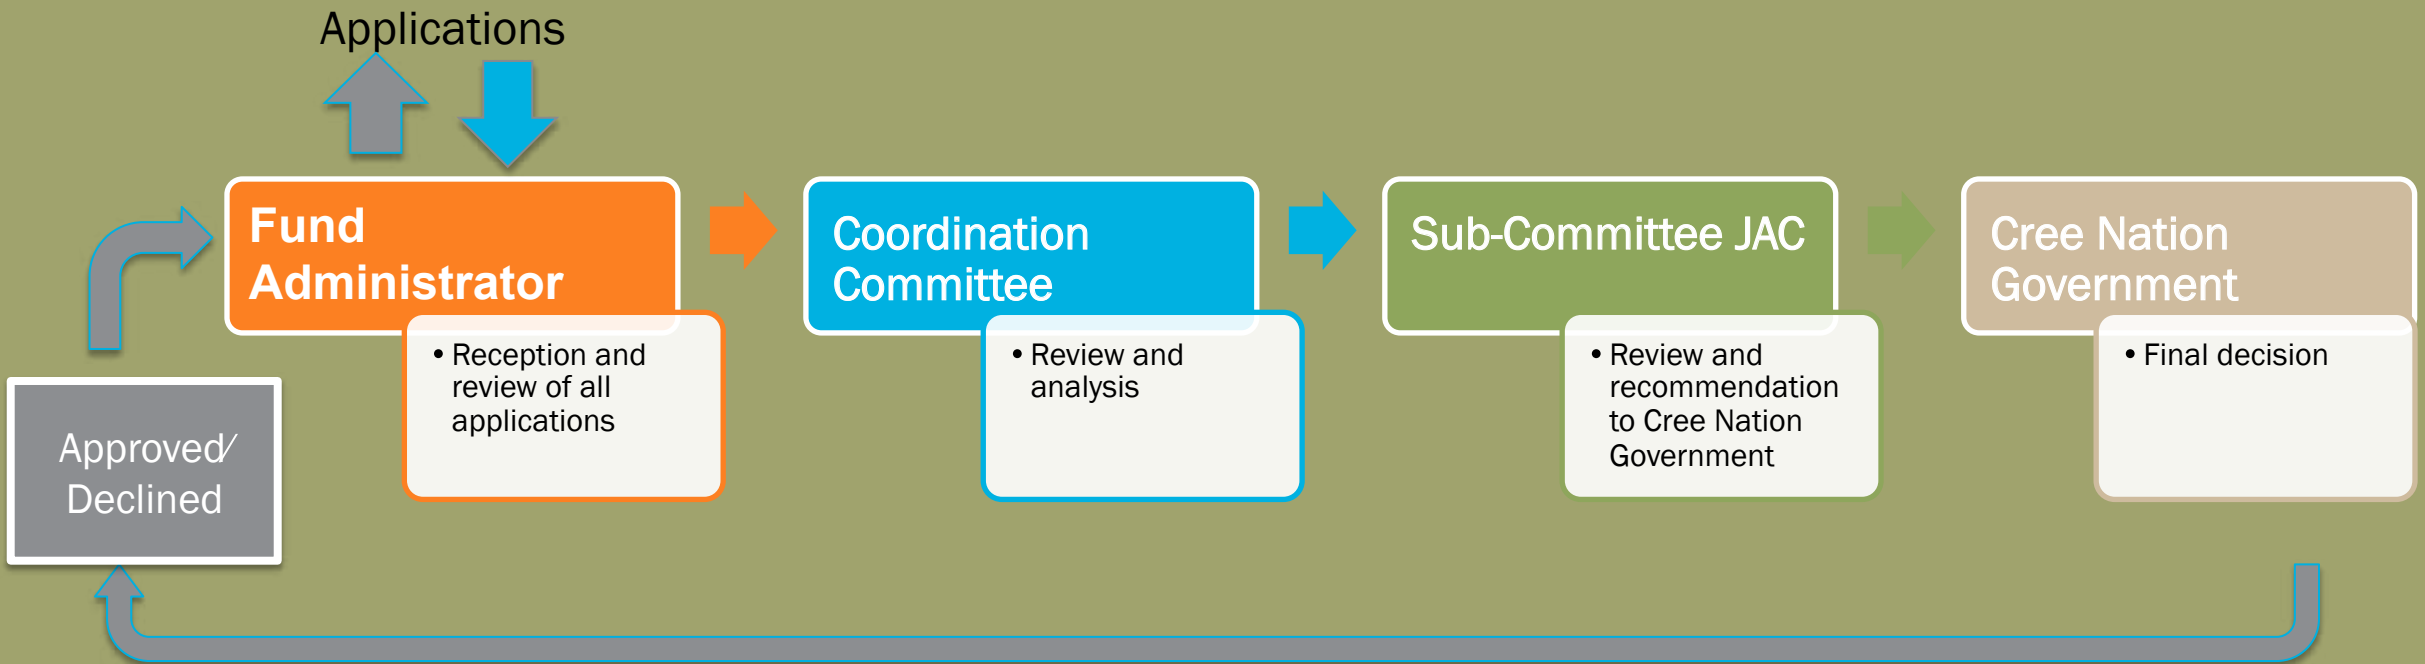 Applications
Fund
Administrator
• Reception and
review of all
applications
Coordination
Committee
• Review and
analysis
Sub-Committee JAC
• Review and
recommendation
to Cree Nation
Government
Cree Nation
Government
• Final decision
Approved/
Declined